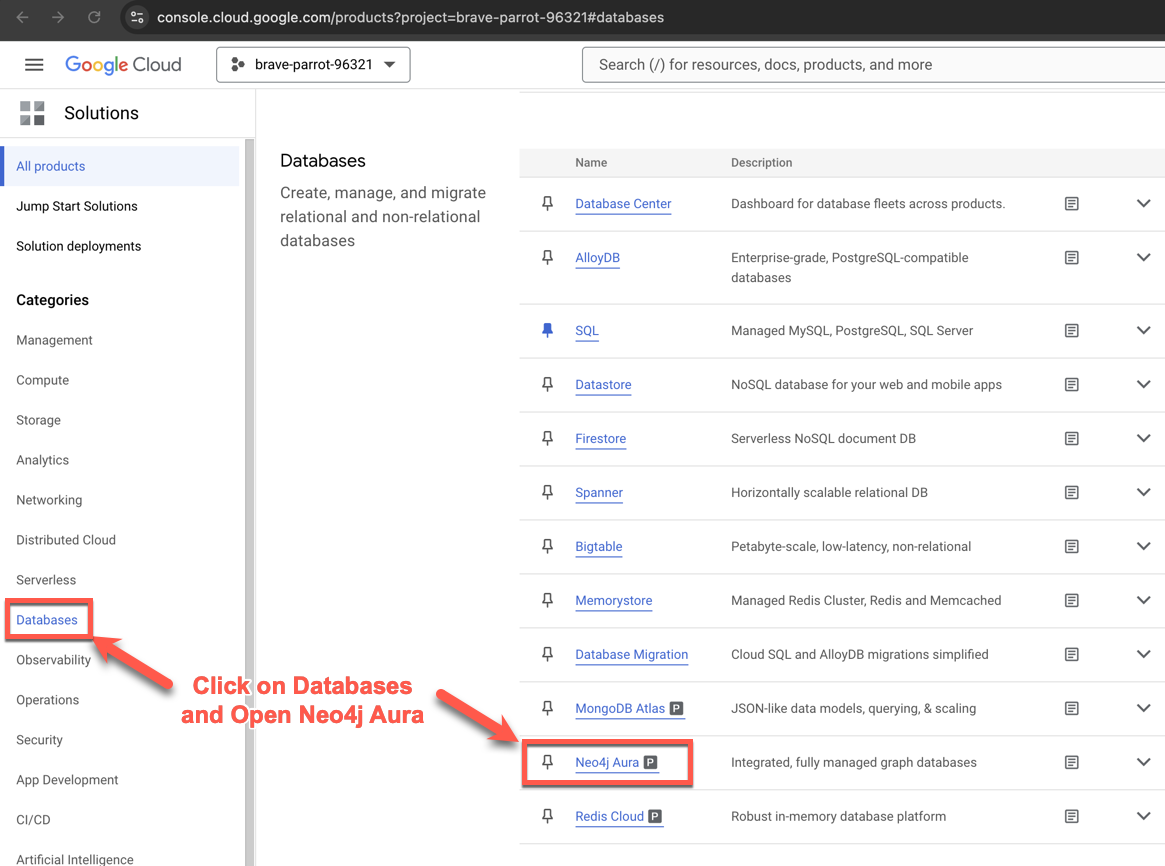 console.cloud.google.com/products?project=brave-parrot-96321#databases
Google Cloud
brave-parrot-96321
Search (/) for resources, docs, products, and more
Solutions
All products
Jump Start Solutions
Solution deployments
Categories
Management
Compute
Storage
Analytics
Networking
Distributed Cloud
Serverless
Databases
Observability
Operations
Security
App Development
CI/CD
Artificial Intelligence
Click on Databases
and Open Neo4j Aura
Databases
Create, manage, and migrate
relational and non-relational
databases
Name Description
Database Center Dashboard for database fleets across products.
AlloyDB Enterprise-grade, PostgreSQL-compatible
databases
SQL Managed MySQL, PostgreSQL, SQL Server
Datastore NoSQL database for your web and mobile apps
Firestore Serverless NoSQL document DB
Spanner Horizontally scalable relational DB
Bigtable Petabyte-scale, low-latency, non-relational
Memorystore Managed Redis Cluster, Redis and Memcached
Database Migration Cloud SQL and AlloyDB migrations simplified
MongoDB Atlas P JSON-like data models, querying, & scaling
Neo4j Aura P Integrated, fully managed graph databases
Redis Cloud P Robust in-memory database platform